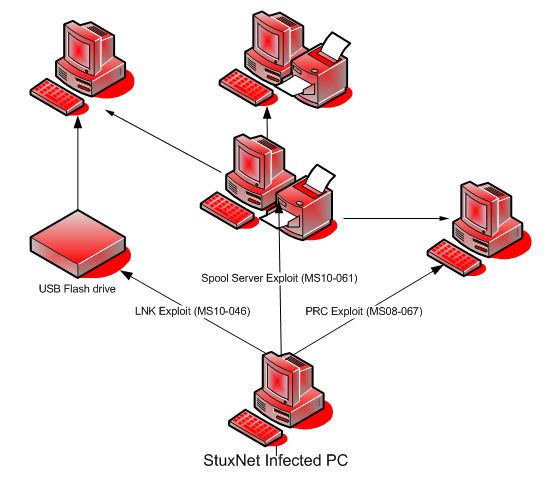 USB Flash drive
Spool Server Exploit (MS10-061)
LNK Exploit (MS10-046)
PRC Exploit (MS08-067)
StuxNet Infected PC